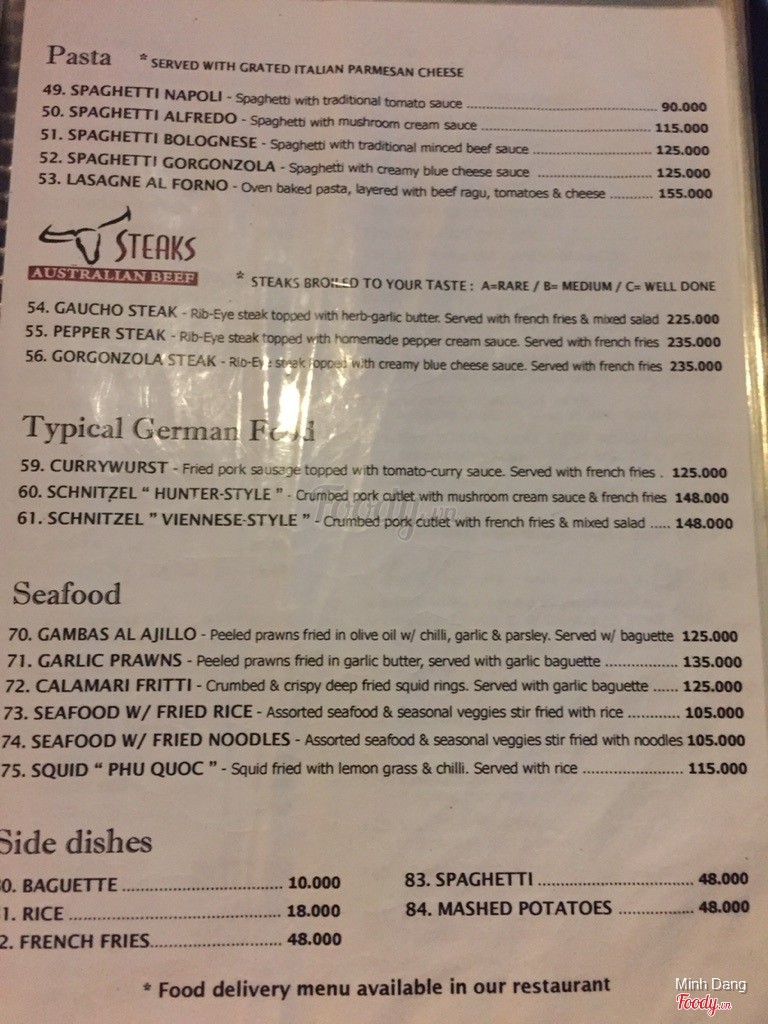 Pasta * SERVED WITH GRATED ITALIAN PARMESAN CHEESE
49. SPAGHETTI NAPOLI - Spaghetti with traditional tomato sauce ........ 90.000
50. SPAGHETTI ALFREDO - Spaghetti with mushroom cream sauce ........ 115.000
51. SPAGHETTI BOLOGNESE - Spaghetti with traditional minced beef sauce ........ 125.000
52. SPAGHETTI GORGONZOLA - Spaghetti with creamy blue cheese sauce ........ 125.000
53. LASAGNE AL FORNO - Oven baked pasta, layered with beef ragu, tomatoes & cheese ........... 155.000
STEAKS
AUSTRALIAN BEEF
* STEAKS BROILED TO YOUR TASTE : A=RARE / B= MEDIUM / C= WELL DONE
54. GAUCHO STEAK - Rib-Eye steak topped with herb-garlic butter. Served with french fries & mixed salad 225.000
55. PEPPER STEAK - Rib-Eye steak topped with homemade pepper cream sauce. Served with french fries 235.000
56. GORGONZOLA STEAK - Rib-Eye steak topped with creamy blue cheese sauce. Served with french fries 235.000
Typical German Food
59. CURRYWURST - Fried pork sausage topped with tomato-curry sauce. Served with french fries . 125.000
60. SCHNITZEL “ HUNTER-STYLE ” - Crumbed pork cutlet with mushroom cream sauce & french fries 148.000
61. SCHNITZEL ” VIENNESE-STYLE ” - Crumbed pork cutlet with french fries & mixed salad ..... 148.000
Foody.vn
Seafood
70. GAMBAS AL AJILLO - Peeled prawns fried in olive oil w/ chilli, garlic & parsley. Served w/ baguette 125.000
71. GARLIC PRAWNS - Peeled prawns fried in garlic butter, served with garlic baguette .................. 135.000
72. CALAMARI FRITTI - Crumbed & crispy deep fried squid rings. Served with garlic baguette ...... 125.000
73. SEAFOOD W/ FRIED RICE - Assorted seafood & seasonal veggies stir fried with rice ............ 105.000
74. SEAFOOD W/ FRIED NOODLES - Assorted seafood & seasonal veggies stir fried with noodles 105.000
75. SQUID “ PHU QUOC ” - Squid fried with lemon grass & chilli. Served with rice ........................ 115.000
Side dishes
0. BAGUETTE ................................ 10.000
1. RICE ........................................ 18.000
2. FRENCH FRIES.......................... 48.000
83. SPAGHETTI .................................. 48.000
84. MASHED POTATOES ................ 48.000
* Food delivery menu available in our restaurant
Minh Dang
Foody.vn